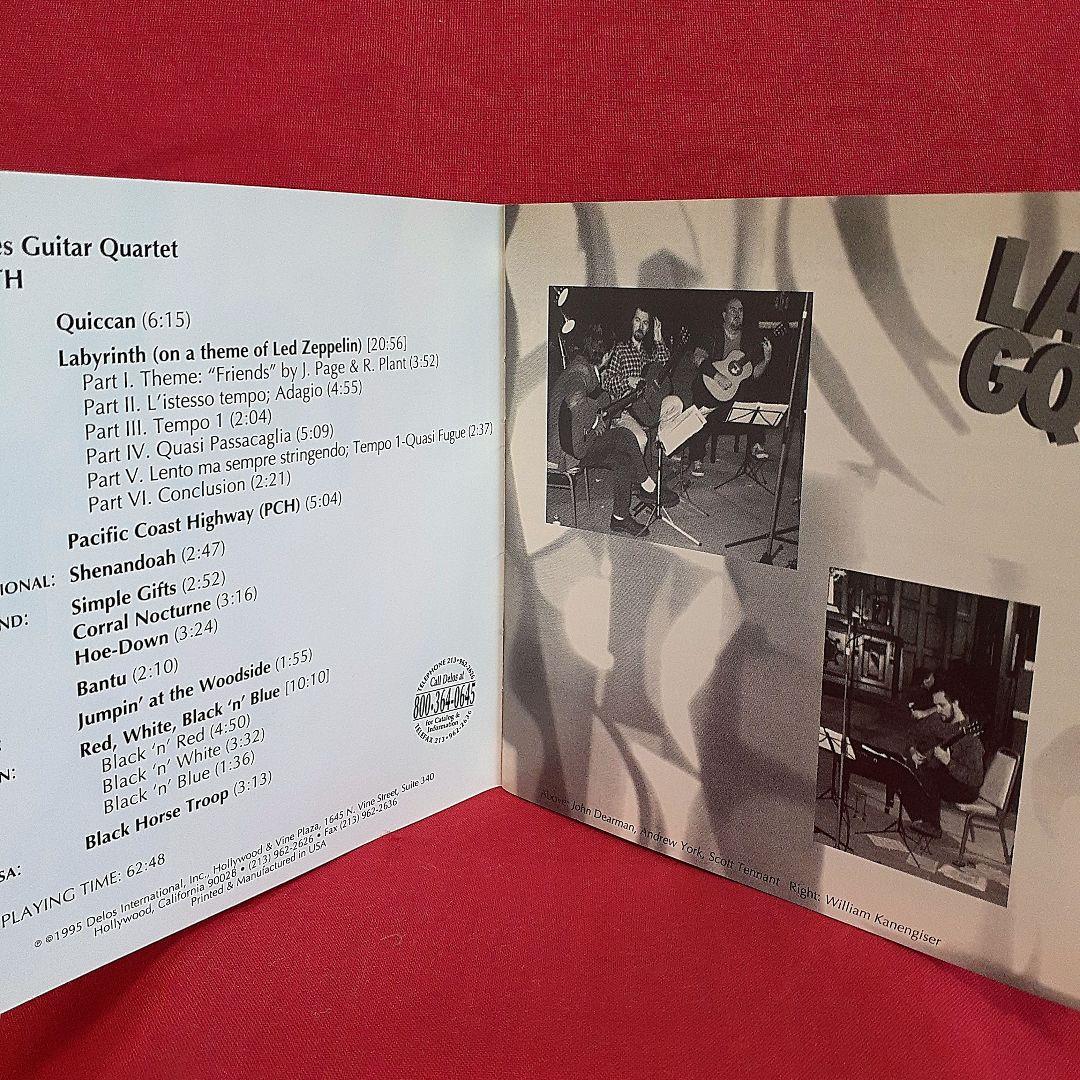 es Guitar Quartet
TH
Quiccan (6:15)
Labyrinth (on a theme of Led Zeppelin) [20:56]
Part I. Theme: “Friends” by J. Page & R. Plant (3:52)
Part II. L’istesso tempo; Adagio (4:55)
Part III. Tempo 1 (2:04)
Part IV. Quasi Passacaglia (5:09)
Part V. Lento ma sempre stringendo; Tempo 1-Quasi Fugue (2:37)
Part VI. Conclusion (2:21)
Pacific Coast Highway (PCH) (5:04)
IONAL: Shenandoah (2:47)
ND: Simple Gifts (2:52)
Corral Nocturne (3:16)
Hoe-Down (3:24)
Bantu (2:10)
Jumpin’ at the Woodside (1:55)
: Red, White, Black ’n’ Blue [10:10]
N: Black ’n’ Red (4:50)
Black ’n’ White (3:32)
Black ’n’ Blue (1:36)
SA: Black Horse Troop (3:13)
PLAYING TIME: 62:48
℗ © 1995 Delos International, Inc., Hollywood & Vine Plaza, 1645 N. Vine Street, Suite 340
Hollywood, California 90028 • (213) 962-2626 • Fax (213) 962-2636
Printed & Manufactured in USA
TELEPHONE 213•962-2626
Call Delos at
800•364-0645
for Catalog &
Information
TELEFAX 213•962-2636
LA
GQ
Above: John Dearman, Andrew York, Scott Tennant Right: William Kanengiser